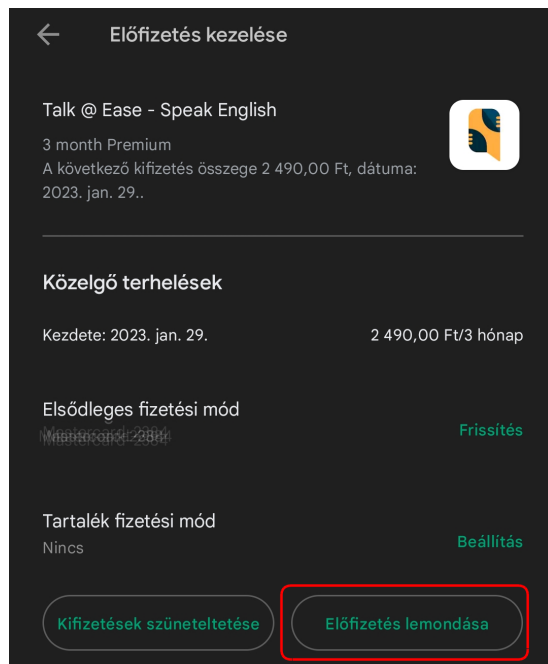 Előfizetés kezelése
Talk @ Ease - Speak English
3 month Premium
A következő kifizetés összege 2 490,00 Ft, dátuma:
2023. jan. 29..
Közelgő terhelések
Kezdete: 2023. jan. 29.
2 490,00 Ft/3 hónap
Elsődleges fizetési mód
Frissítés
Tartalék fizetési mód
Nincs
Beállítás
Kifizetések szüneteltetése
Előfizetés lemondása